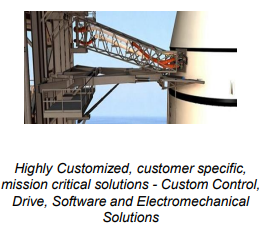 Highly Customized, customer specific,
mission critical solutions - Custom Control,
Drive, Software and Electromechanical
Solutions